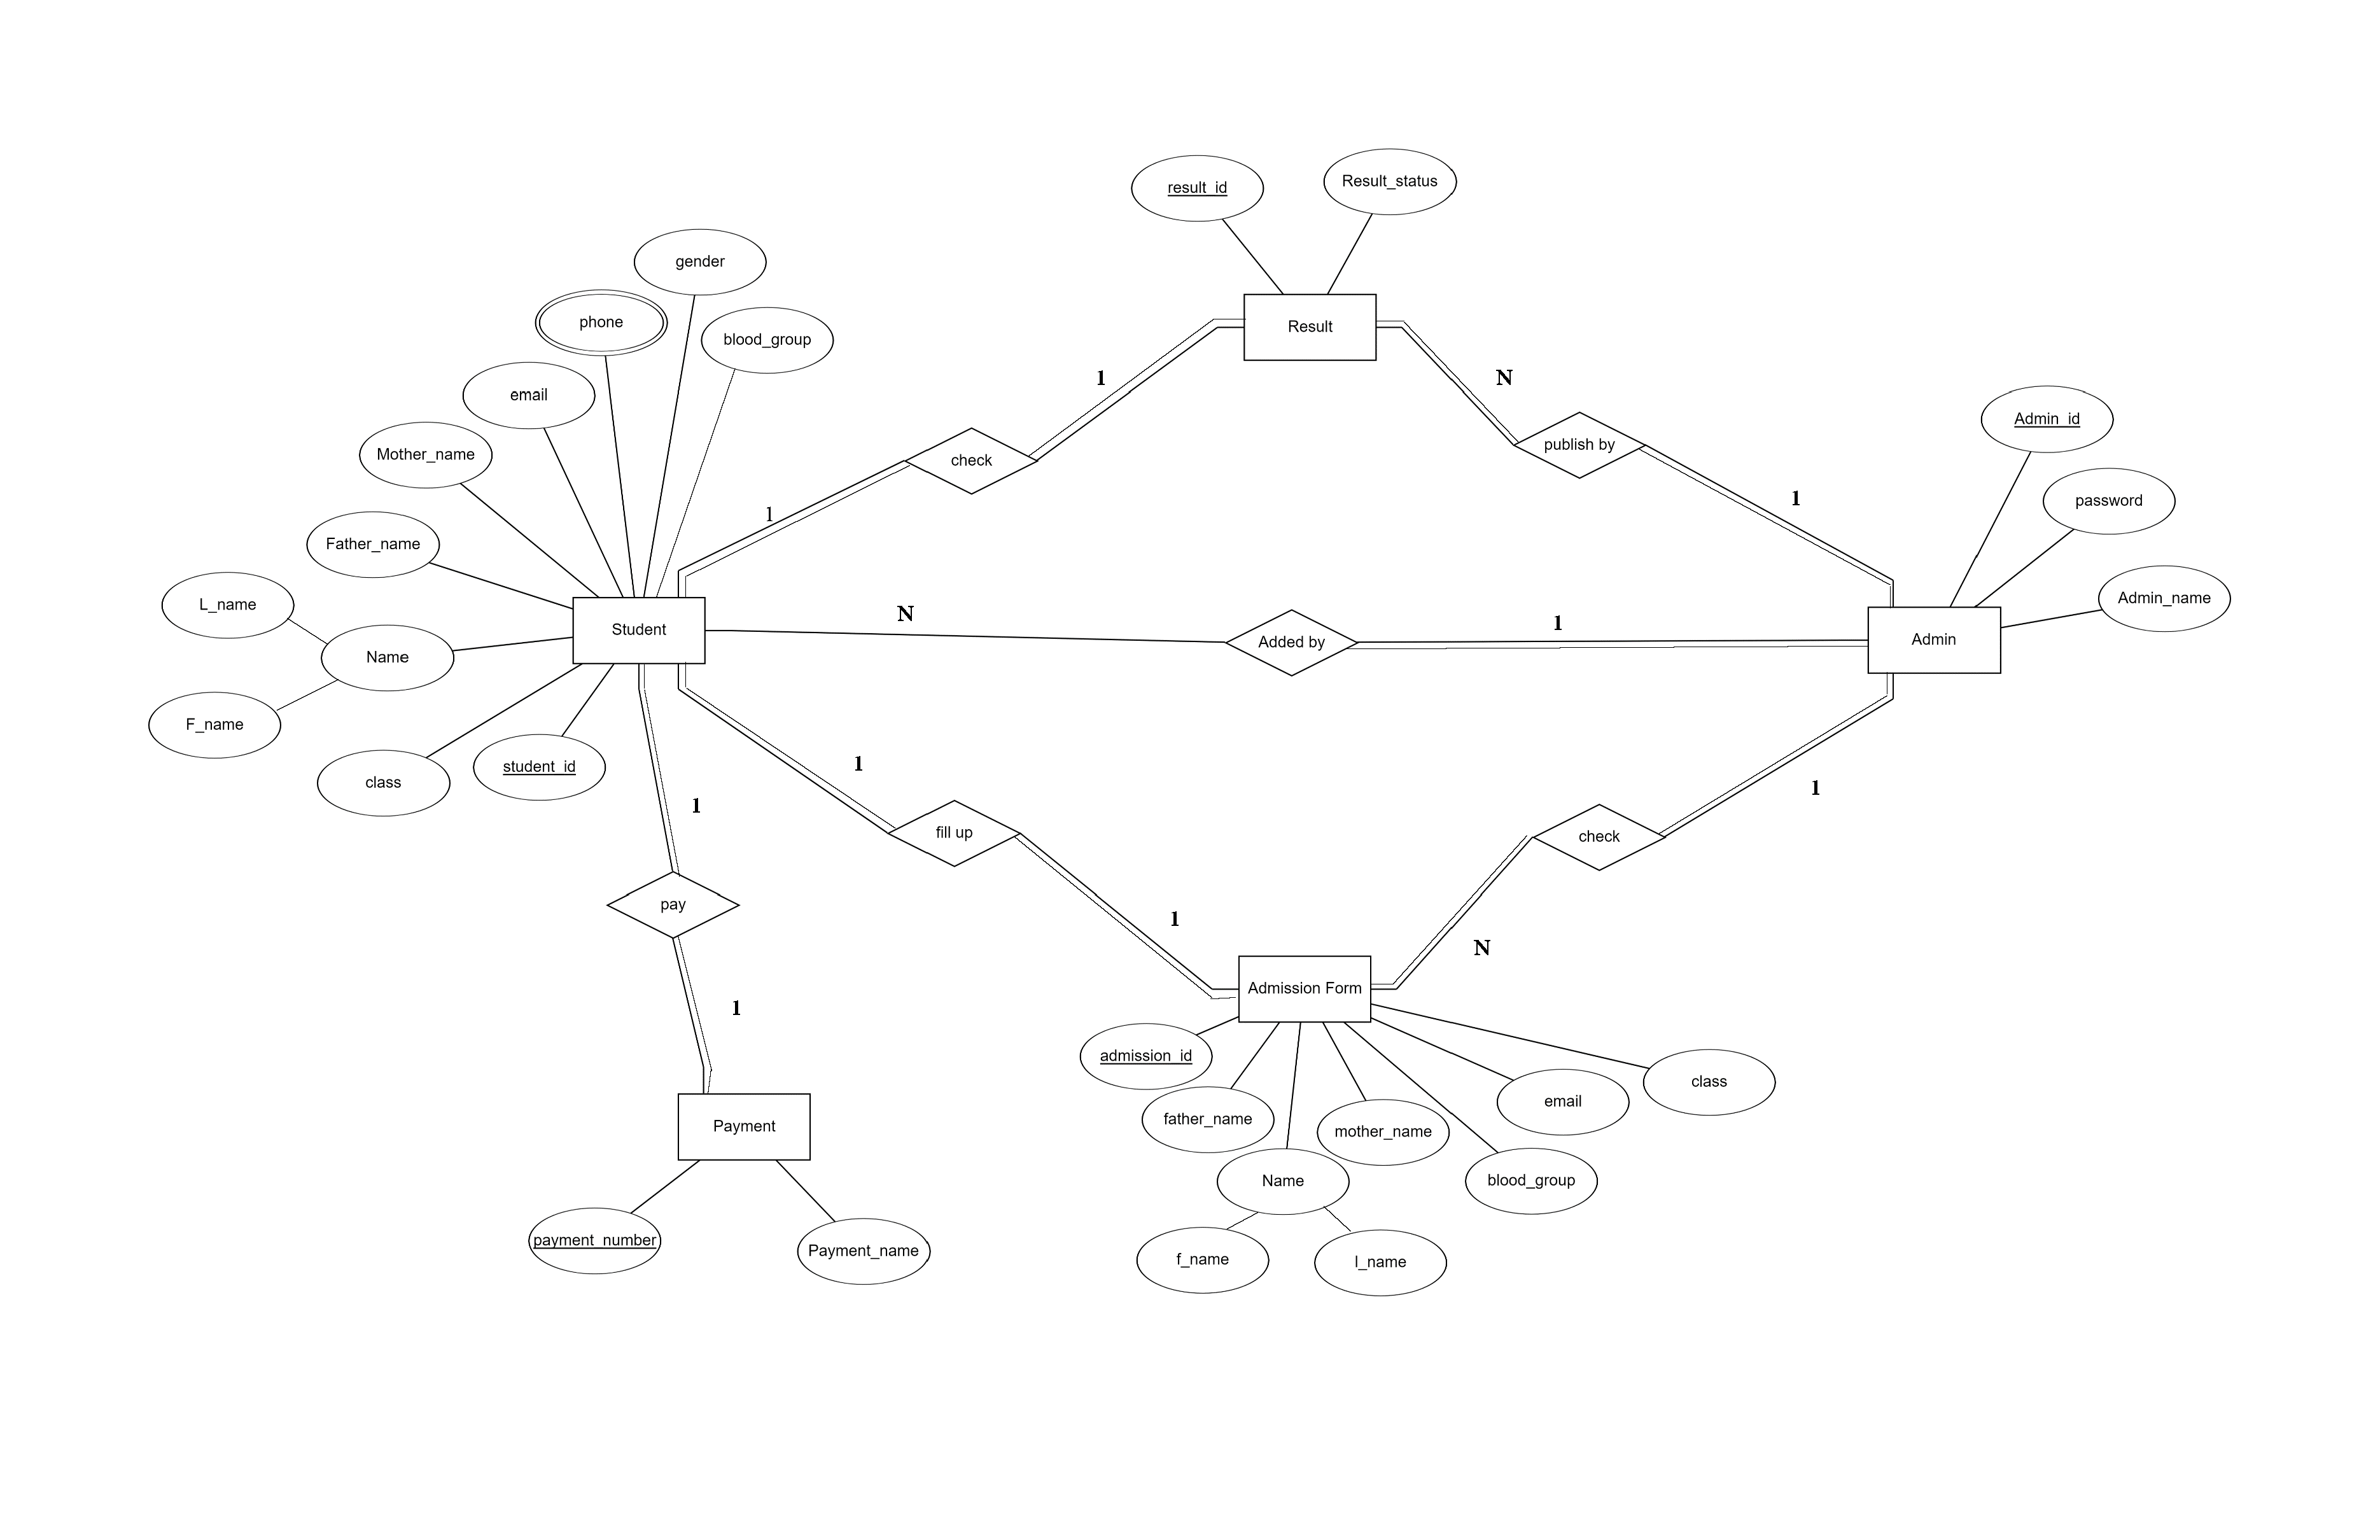 result_id
Result_status
gender
phone
blood_group
Result
email
1
N
Mother_name
Admin_id
publish by
check
password
1
1
Father_name
Admin_name
L_name
N
1
Student
Added by
Admin
Name
F_name
1
student_id
class
1
1
fill up
check
pay
1
N
Admission Form
1
admission_id
class
email
father_name
Payment
mother_name
Name
blood_group
payment_number
Payment_name
f_name
l_name